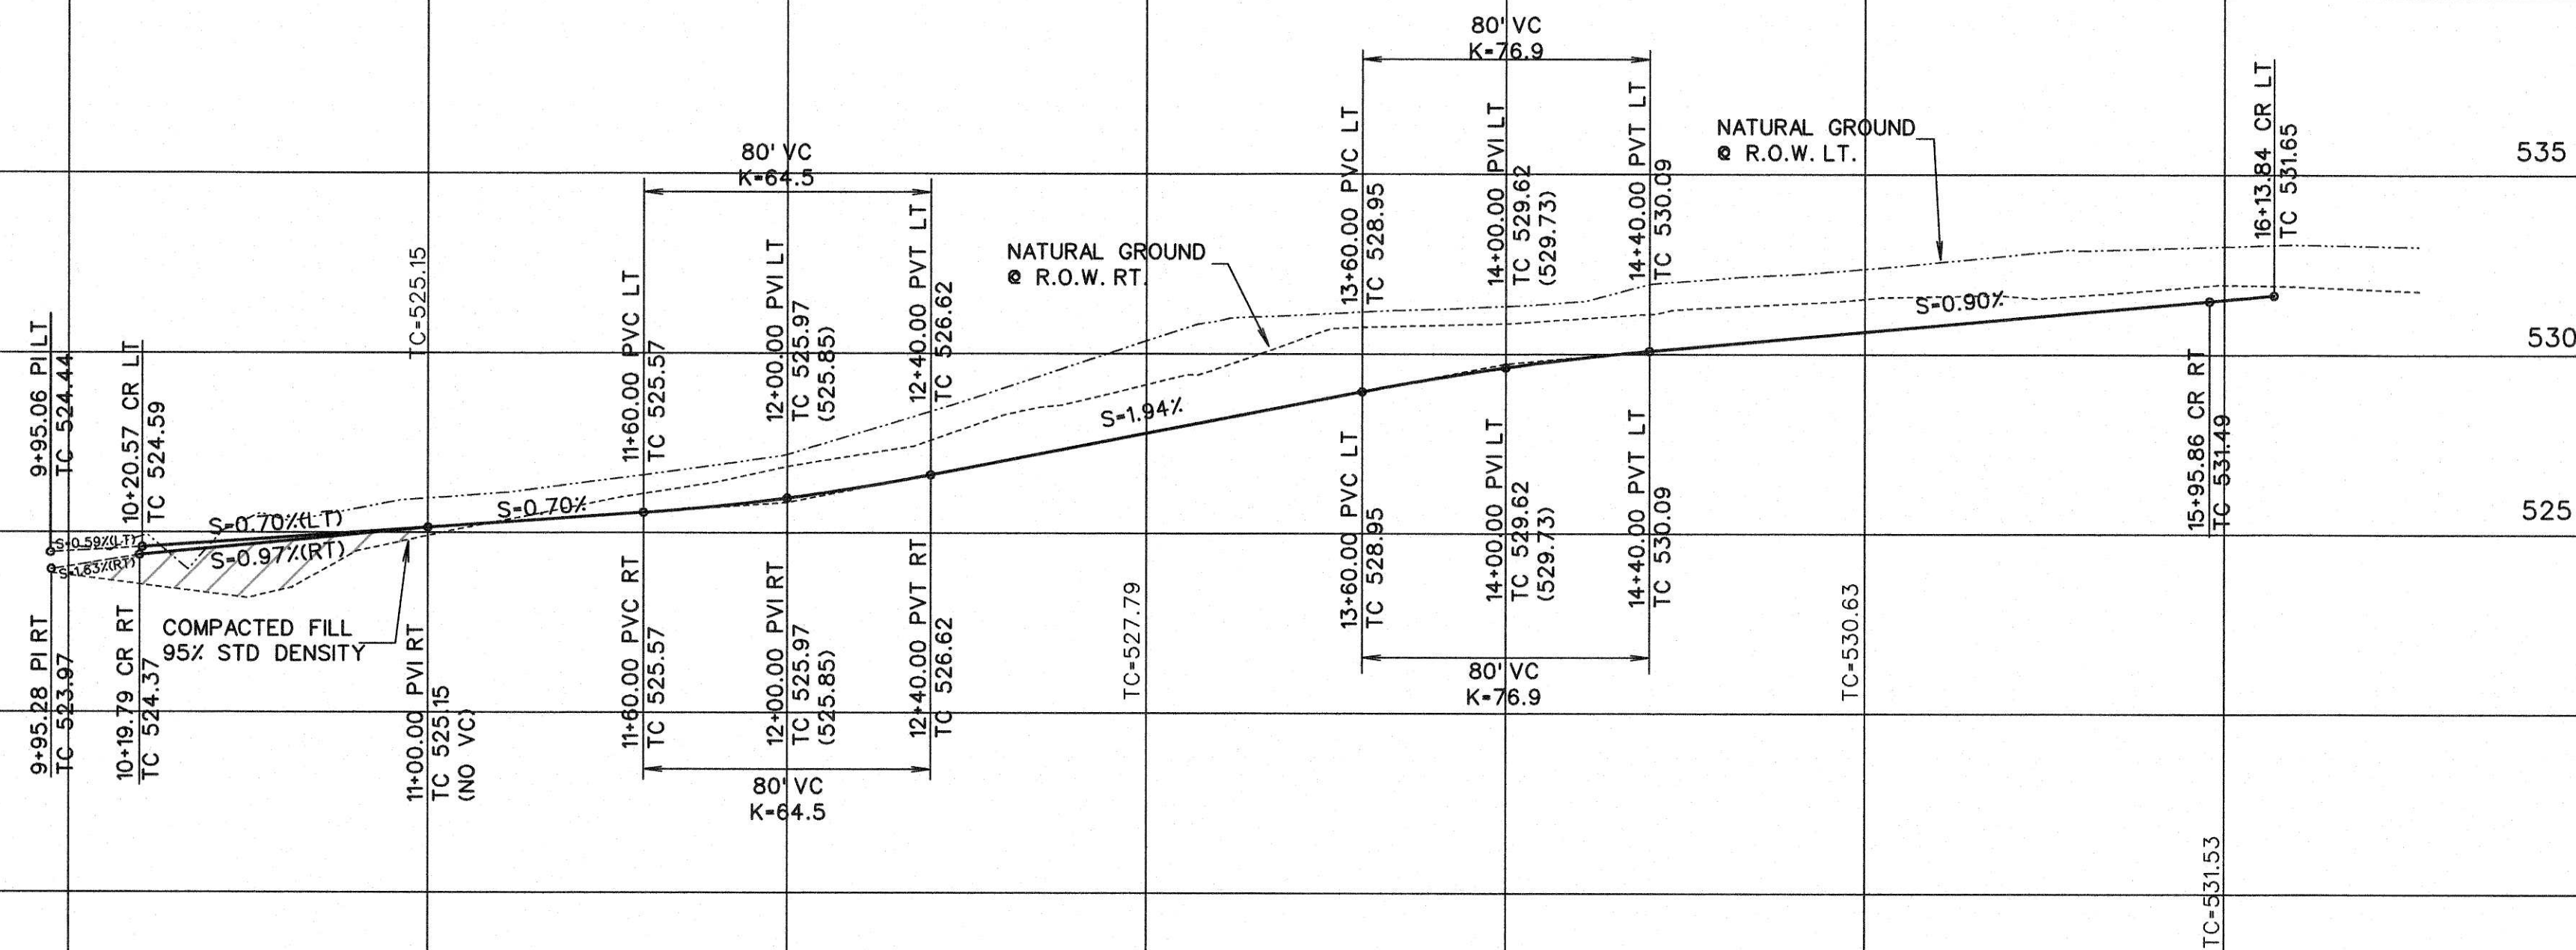 80' VC
K=76.9
80' VC
K=64.5
535
530
525
9+95.06 PI LT
TC 524.44
10+20.57 CR LT
TC 524.59
TC=525.15
11+60.00 PVC LT
TC 525.57
12+00.00 PVI LT
TC 525.97
(525.85)
12+40.00 PVT LT
TC 526.62
NATURAL GROUND
@ R.O.W. RT.
13+60.00 PVC LT
TC 528.95
14+00.00 PVI LT
TC 529.62
(529.73)
14+40.00 PVT LT
TC 530.09
NATURAL GROUND
@ R.O.W. LT.
16+13.84 CR LT
TC 531.65
S=0.59%(LT)
S=1.63%(RT)
S=0.70%(LT)
S=0.97%(RT)
S=0.70%
S=1.94%
S=0.90%
COMPACTED FILL
95% STD DENSITY
9+95.28 PI RT
TC 523.97
10+19.79 CR RT
TC 524.37
11+00.00 PVI RT
TC 525.15
(NO VC)
11+60.00 PVC RT
TC 525.57
12+00.00 PVI RT
TC 525.97
(525.85)
12+40.00 PVT RT
TC 526.62
80' VC
K=64.5
TC=527.79
13+60.00 PVC LT
TC 528.95
14+00.00 PVI LT
TC 529.62
(529.73)
14+40.00 PVT LT
TC 530.09
80' VC
K=76.9
TC=530.63
15+95.86 CR RT
TC 531.49
TC=531.53